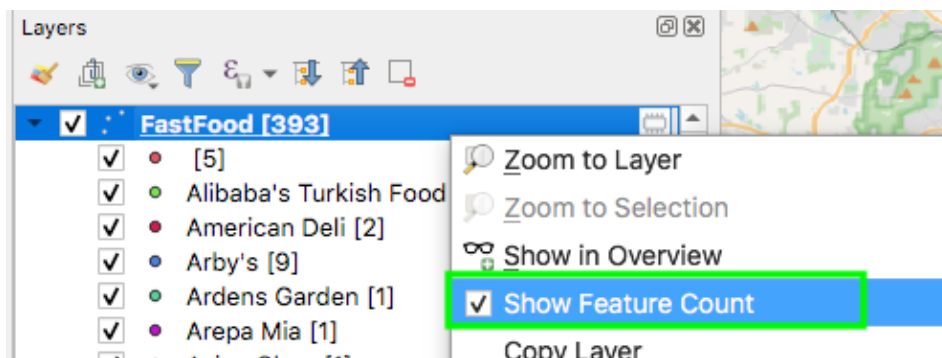 Layers
FastFood [393]
[5]
Alibaba's Turkish Food
American Deli [2]
Arby's [9]
Ardens Garden [1]
Arepa Mia [1]
Zoom to Layer
Zoom to Selection
Show in Overview
Show Feature Count
Copy Layer